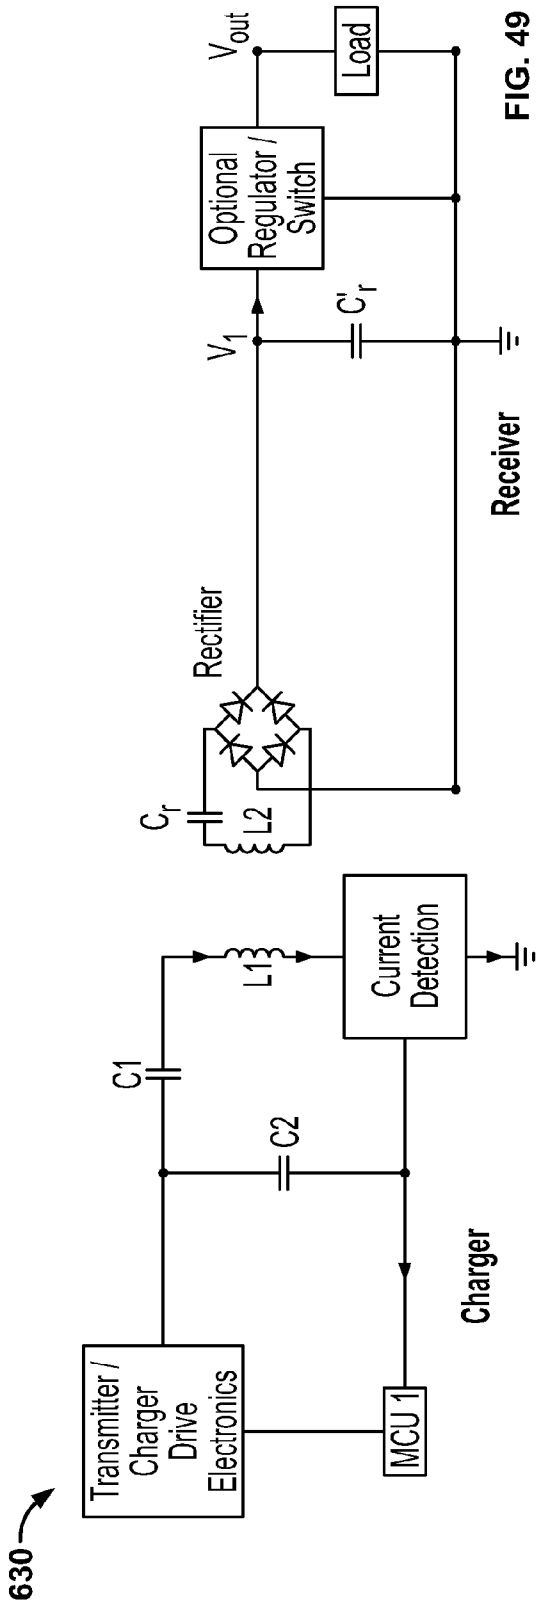 630
Transmitter /
Charger
Drive
Electronics
MCU 1
C1
C2
L1
Current
Detection
Charger
Cr
L2
Rectifier
V1
C'r
Optional
Regulator /
Switch
Vout
Load
Receiver
FIG. 49